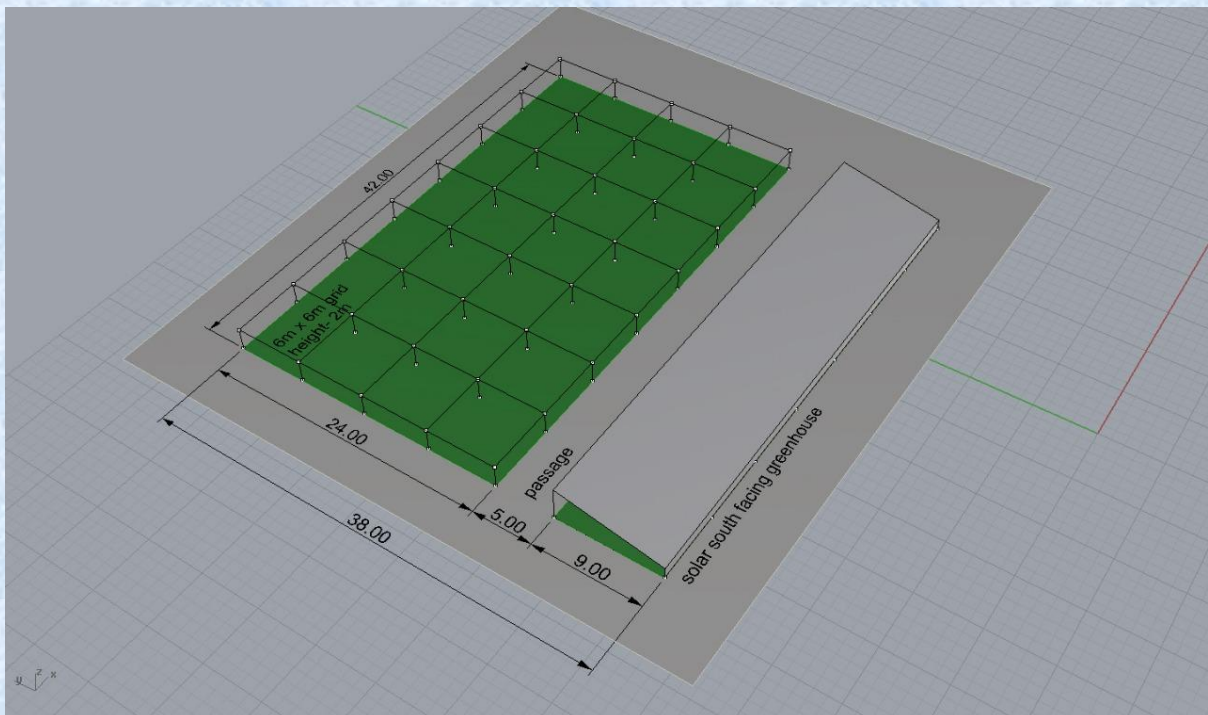 42.00
6m x 6m grid
height- 2m
24.00
passage
5.00
38.00
9.00
solar south facing greenhouse
y z x